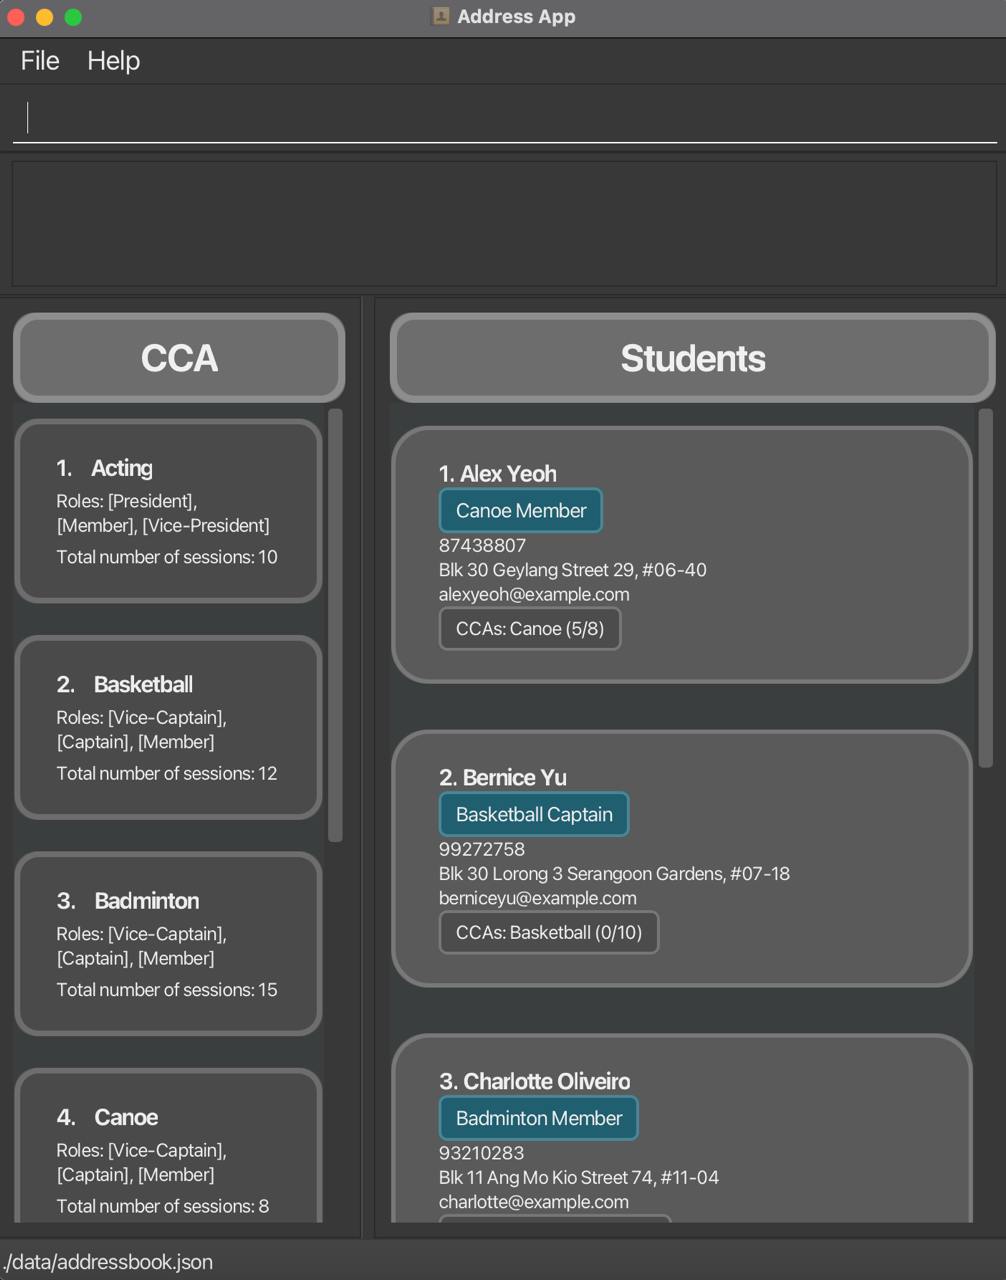 Address App
File Help
CCA
1. Acting
Roles: [President],
[Member], [Vice-President]
Total number of sessions: 10
2. Basketball
Roles: [Vice-Captain],
[Captain], [Member]
Total number of sessions: 12
3. Badminton
Roles: [Vice-Captain],
[Captain], [Member]
Total number of sessions: 15
4. Canoe
Roles: [Vice-Captain],
[Captain], [Member]
Total number of sessions: 8
Students
1. Alex Yeoh
Canoe Member
87438807
Blk 30 Geylang Street 29, #06-40
alexyeoh@example.com
CCAs: Canoe (5/8)
2. Bernice Yu
Basketball Captain
99272758
Blk 30 Lorong 3 Serangoon Gardens, #07-18
berniceyu@example.com
CCAs: Basketball (0/10)
3. Charlotte Oliveiro
Badminton Member
93210283
Blk 11 Ang Mo Kio Street 74, #11-04
charlotte@example.com
./data/addressbook.json